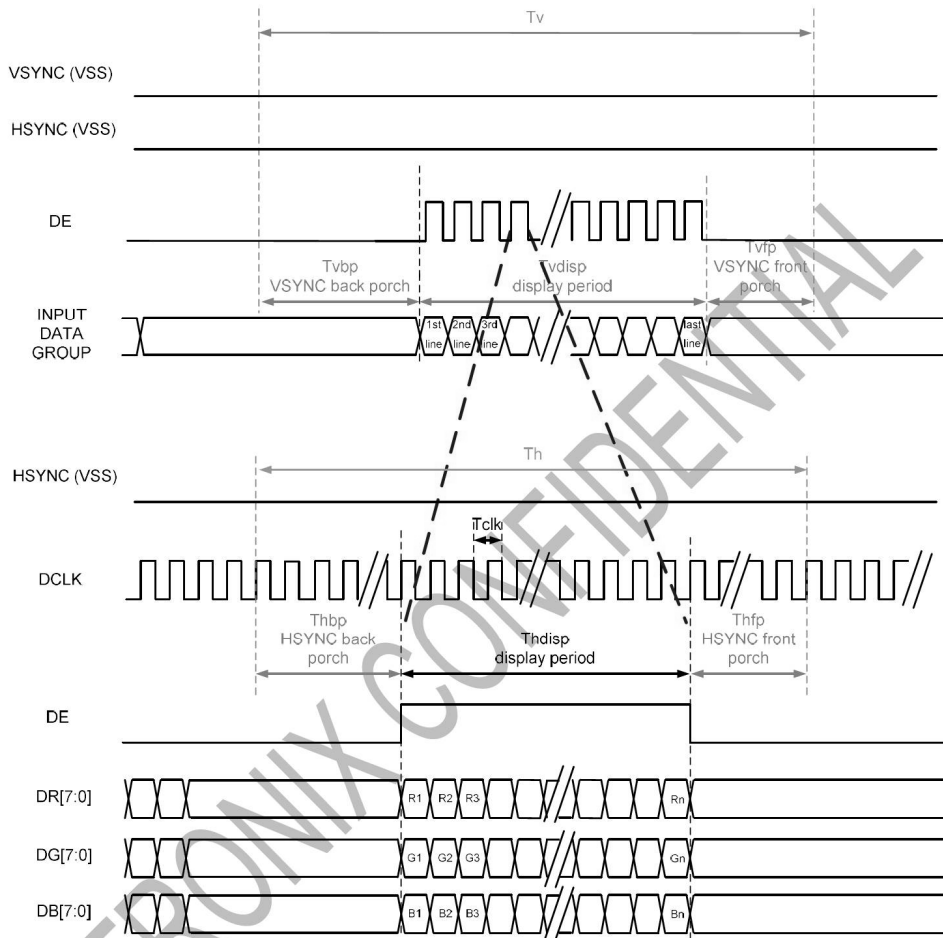 Tv
VSYNC (VSS)
HSYNC (VSS)
DE
Tvbp
VSYNC back porch
Tvdisp
display period
Tvfp
VSYNC front
porch
INPUT
DATA
GROUP
1st
line
2nd
line
3rd
line
last
line
Th
HSYNC (VSS)
Tclk
DCLK
Thbp
HSYNC back
porch
Thdisp
display period
Thfp
HSYNC front
porch
DE
DR[7:0]
R1 R2 R3 Rn
DG[7:0]
G1 G2 G3 Gn
DB[7:0]
B1 B2 B3 Bn
TRONIX CONFIDENTIAL